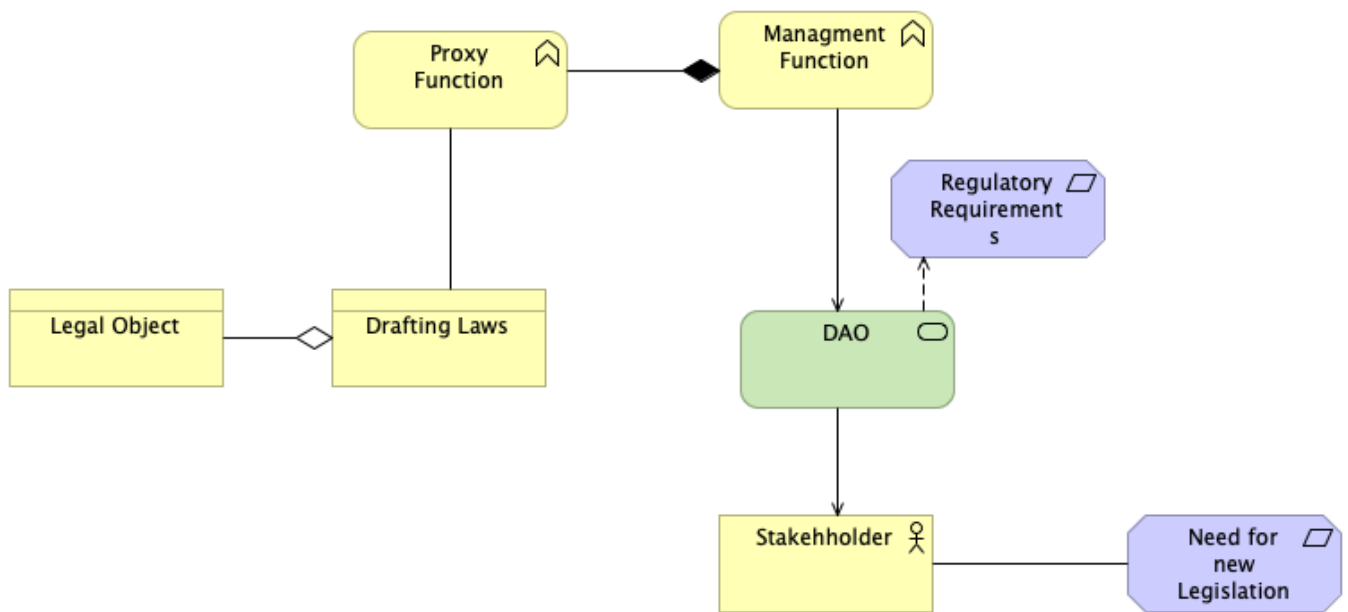 Proxy
Function
Managment
Function
Regulatory
Requirement
s
Legal Object
Drafting Laws
DAO
Stakehholder
Need for
new
Legislation